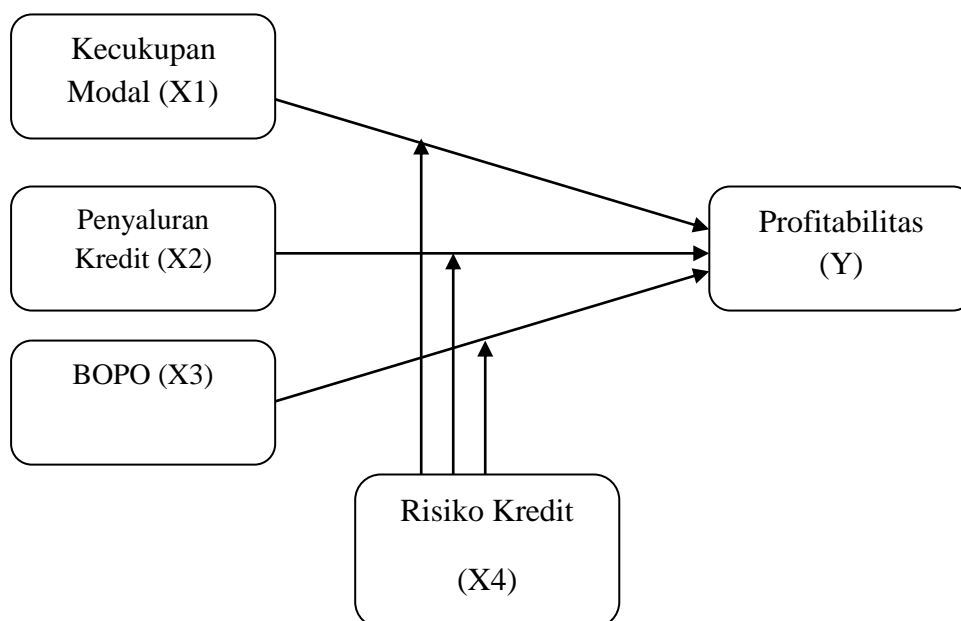 Kecukupan
Modal (X1)
Penyaluran
Kredit (X2)
Profitabilitas
(Y)
BOPO (X3)
Risiko Kredit
(X4)